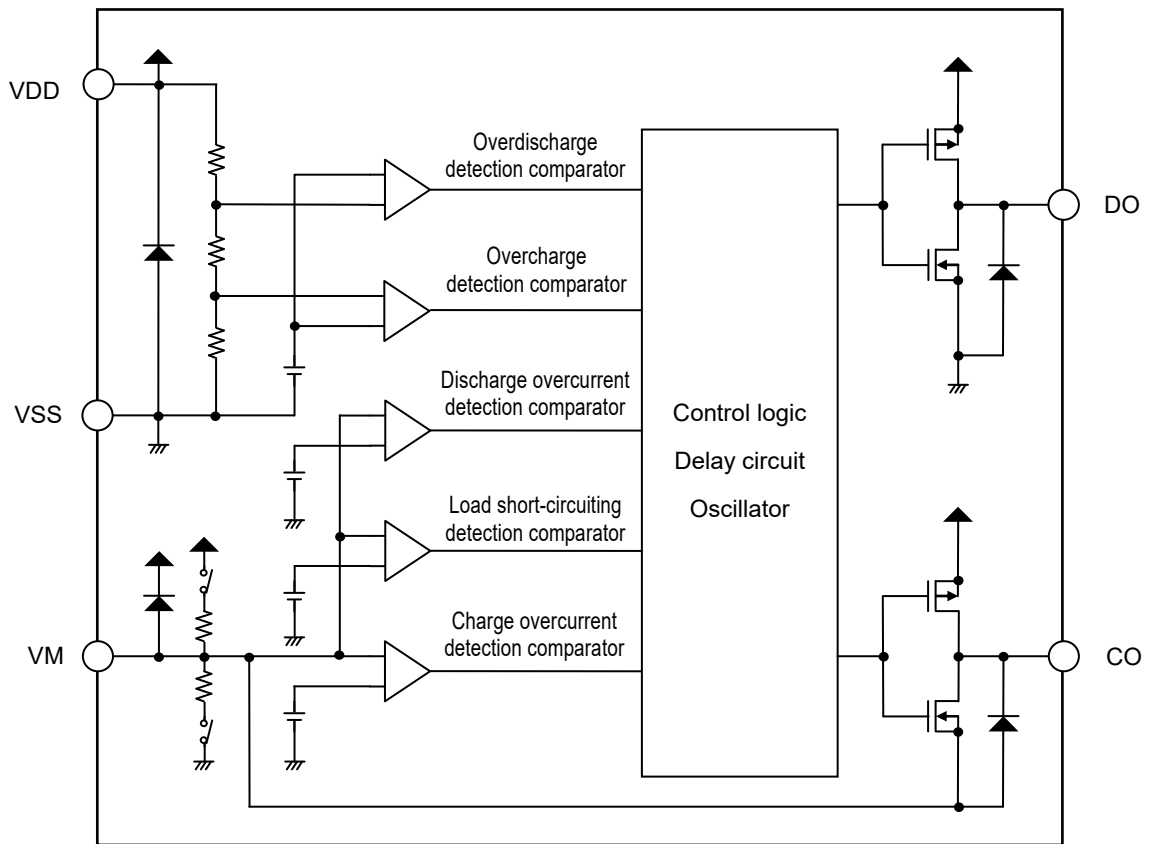 VDD
VSS
VM
Overdischarge
detection comparator
Overcharge
detection comparator
Discharge overcurrent
detection comparator
Load short-circuiting
detection comparator
Charge overcurrent
detection comparator
Control logic
Delay circuit
Oscillator
DO
CO